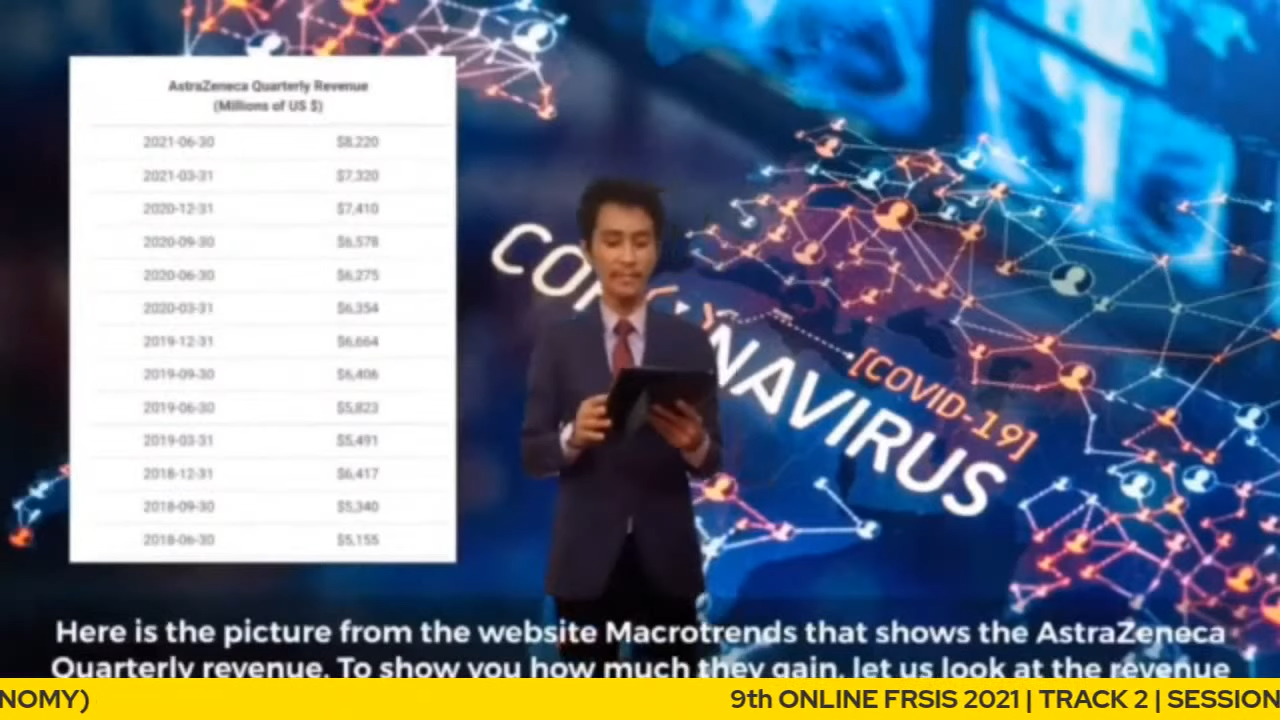 AstraZeneca Quarterly Revenue
(Millions of US $)
2021-06-30 $8,220
2021-03-31 $7,320
2020-12-31 $7,410
2020-09-30 $6,578
2020-06-30 $6,275
2020-03-31 $6,354
2019-12-31 $6,664
2019-09-30 $6,406
2019-06-30 $5,823
2019-03-31 $5,491
2018-12-31 $6,417
2018-09-30 $5,340
2018-06-30 $5,155
CO NAVIRUS
[COVID-19]
Here is the picture from the website Macrotrends that shows the AstraZeneca
Quarterly revenue. To show you how much they gain, let us look at the revenue
NOMY) 9th ONLINE FRSIS 2021 | TRACK 2 | SESSION